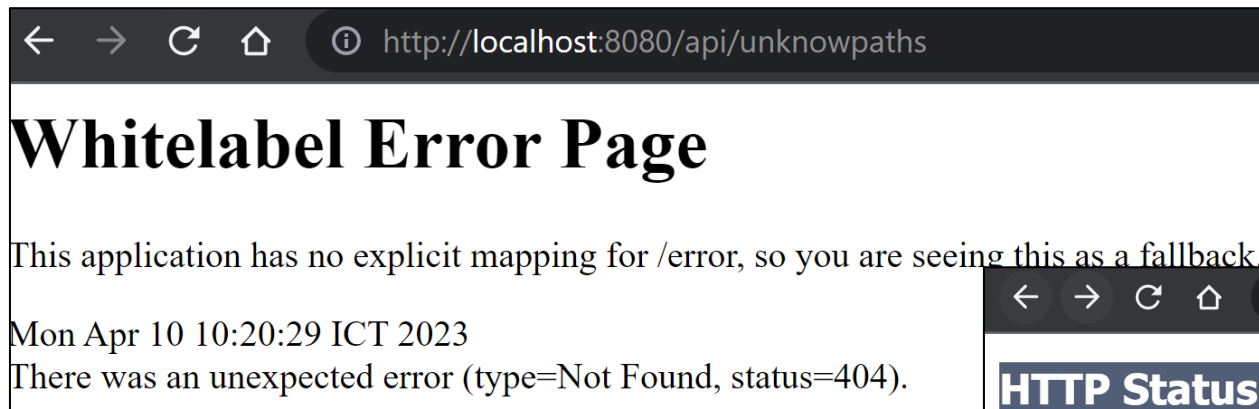 http://localhost:8080/api/unknowpaths
Whitelabel Error Page
This application has no explicit mapping for /error, so you are seeing this as a fallback.
Mon Apr 10 10:20:29 ICT 2023
There was an unexpected error (type=Not Found, status=404).
HTTP Status